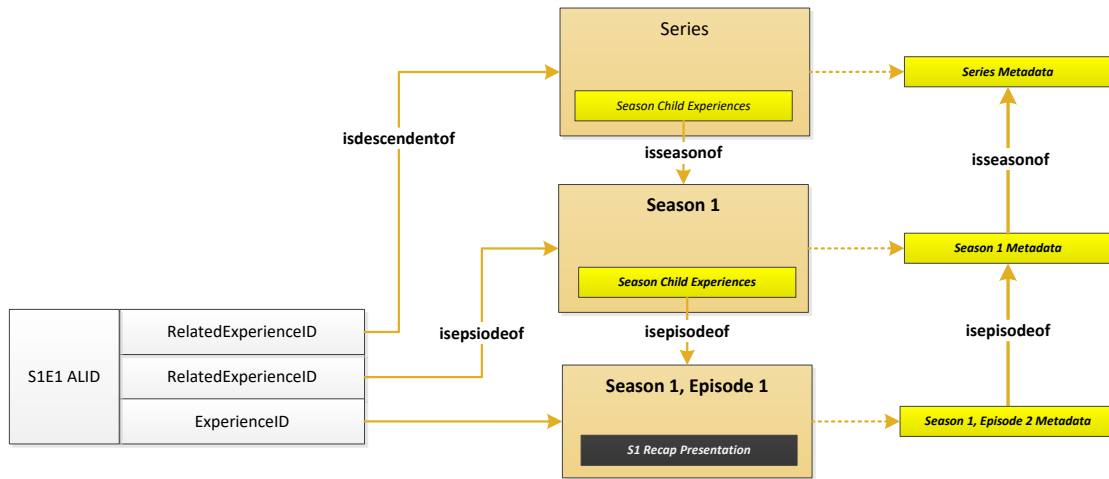 Series
Series Metadata
Season Child Experiences
isdescendentof
isseasonof
isseasonof
Season 1
Season 1 Metadata
Season Child Experiences
RelatedExperienceID
isepsiodeof
isepisodeof
isepisodeof
S1E1 ALID
RelatedExperienceID
Season 1, Episode 1
ExperienceID
Season 1, Episode 2 Metadata
S1 Recap Presentation